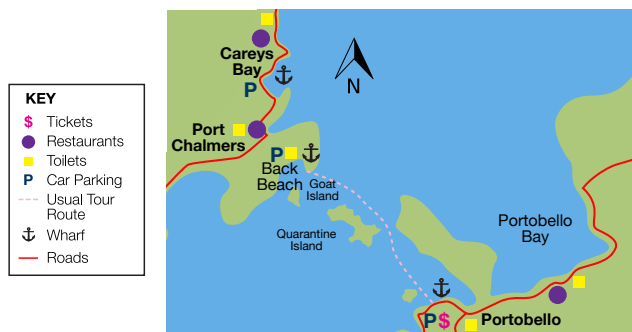 KEY
$ Tickets
Restaurants
Toilets
P Car Parking
Usual Tour
Route
Wharf
Roads
Careys
Bay
P
N
Port
Chalmers
P
Back
Beach
Goat
Island
Quarantine
Island
Portobello
Bay
P$
Portobello